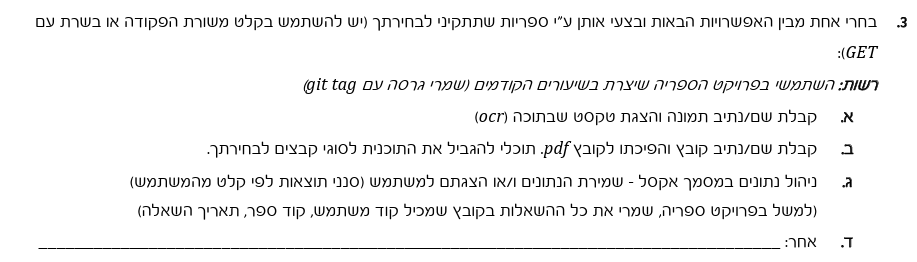 3. בחרי אחת מבין האפשרויות הבאות ובצעי אותן ע"י ספריות שתתקיני לבחירתך (יש להשתמש בקלט משורת הפקודה או בשרת עם
GET):
רשות: השתמשי בפרויקט הספריה שיצרת בשיעורים הקודמים (שמרי גרסה עם git tag)
א. קבלת שם/נתיב תמונה והצגת טקסט שבתוכה (ocr)
ב. קבלת שם/נתיב קובץ והפיכתו לקובץ pdf. תוכלי להגביל את התוכנית לסוגי קבצים לבחירתך.
ג. ניהול נתונים במסמך אקסל - שמירת הנתונים ו/או הצגתם למשתמש (סנני תוצאות לפי קלט מהמשתמש)
(למשל בפרויקט ספריה, שמרי את כל ההשאלות בקובץ שמכיל קוד משתמש, קוד ספר, תאריך השאלה)
ד. אחר: ____________________________________________________________